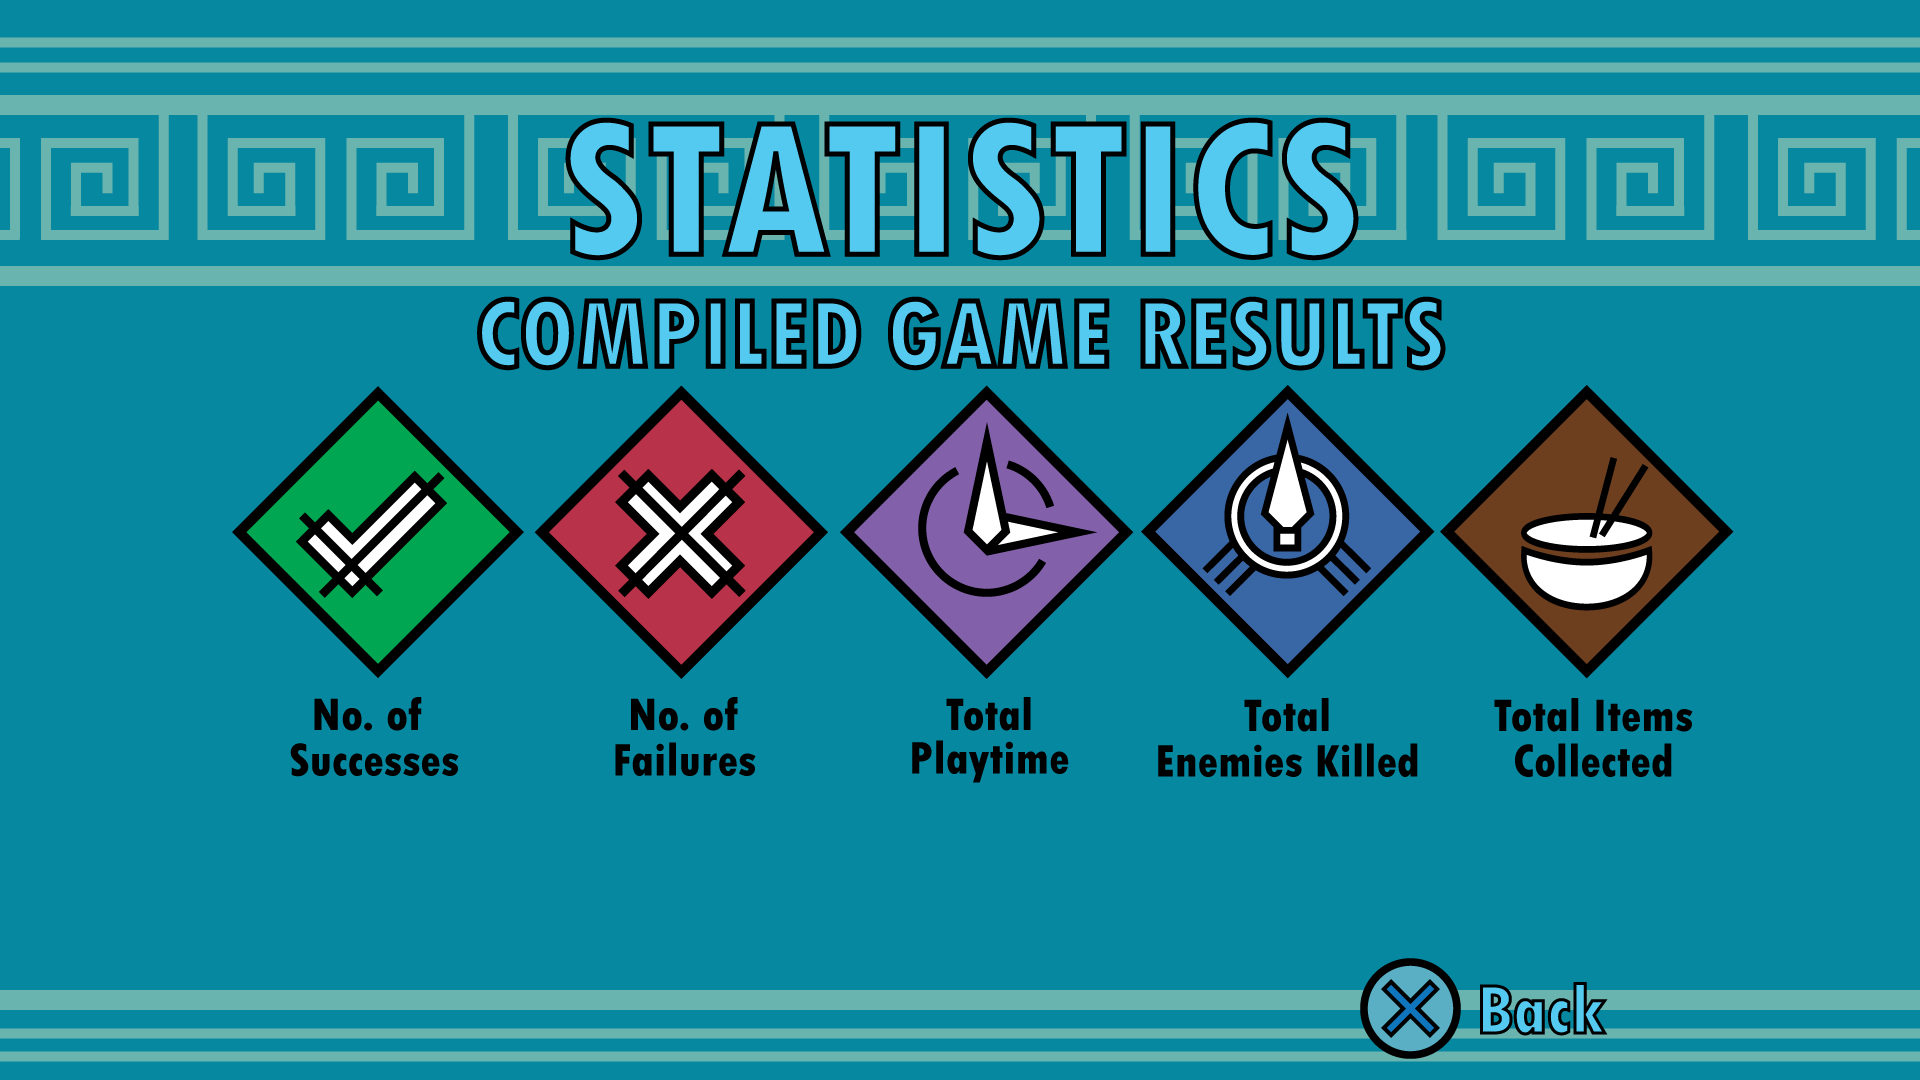 STATISTICS
COMPILED GAME RESULTS
No. of
Successes
No. of
Failures
Total
Playtime
Total
Enemies Killed
Total Items
Collected
Back